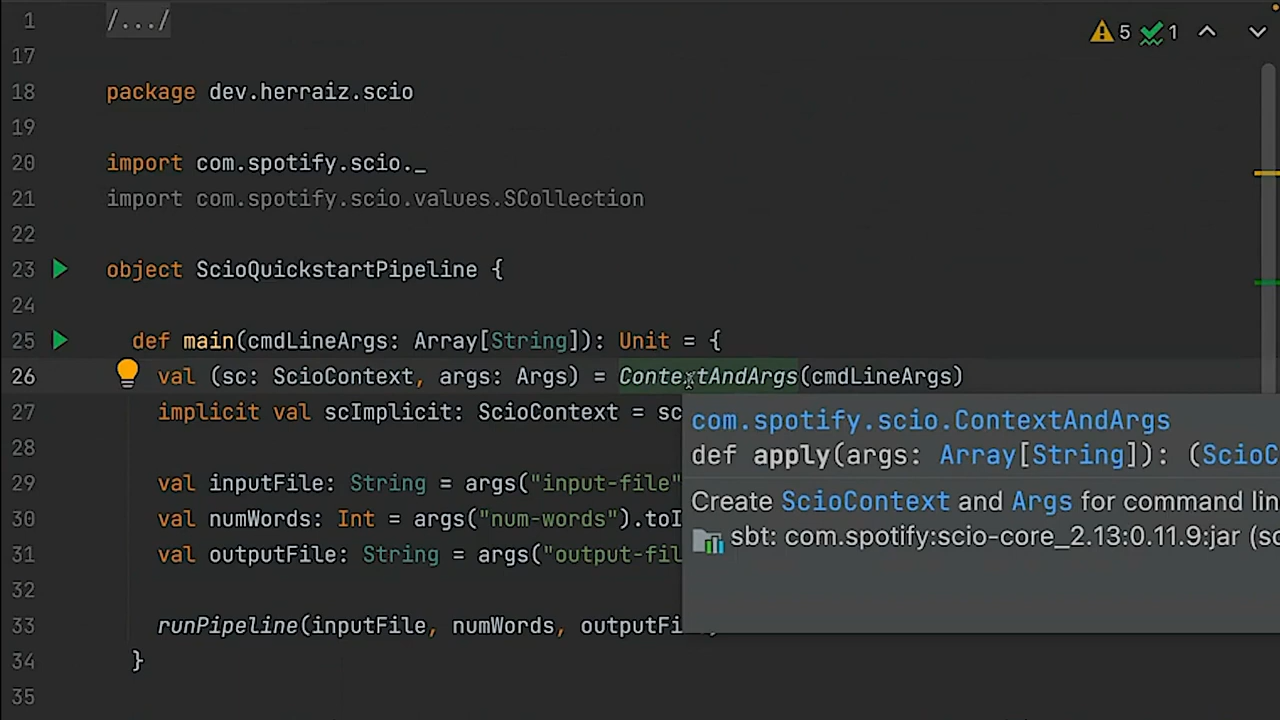 1 /.../
5 1
17
18 package dev.herraiz.scio
19
20 import com.spotify.scio._
21 import com.spotify.scio.values.SCollection
22
23 object ScioQuickstartPipeline {
24
25 def main(cmdLineArgs: Array[String]): Unit = {
26 val (sc: ScioContext, args: Args) = ContextAndArgs(cmdLineArgs)
27 implicit val scImplicit: ScioContext = sc
com.spotify.scio.ContextAndArgs
def apply(args: Array[String]): (ScioC
28
29 val inputFile: String = args("input-file"
Create ScioContext and Args for command lin
30 val numWords: Int = args("num-words").toI
sbt: com.spotify:scio-core_2.13:0.11.9:jar (sc
31 val outputFile: String = args("output-fil
32
33 runPipeline(inputFile, numWords, outputFi
34 }
35